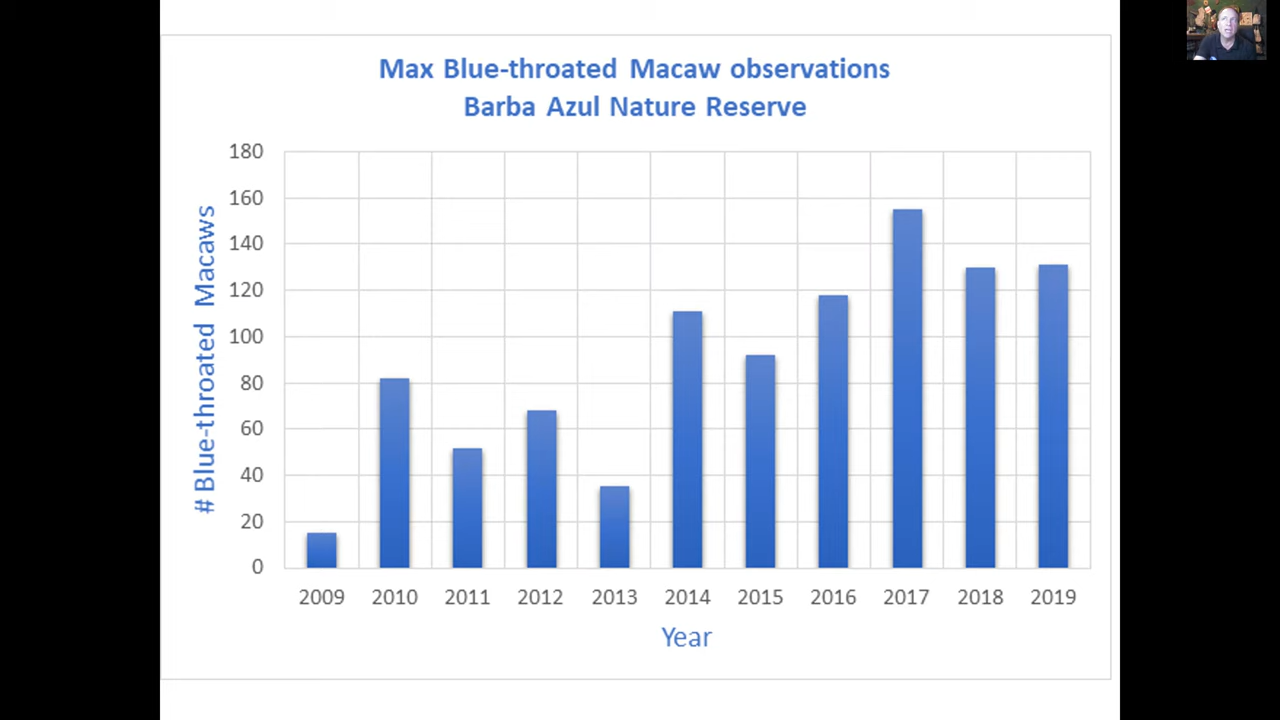 Max Blue-throated Macaw observations
Barba Azul Nature Reserve
# Blue-throated Macaws
180
160
140
120
100
80
60
40
20
0
2009 2010 2011 2012 2013 2014 2015 2016 2017 2018 2019
Year